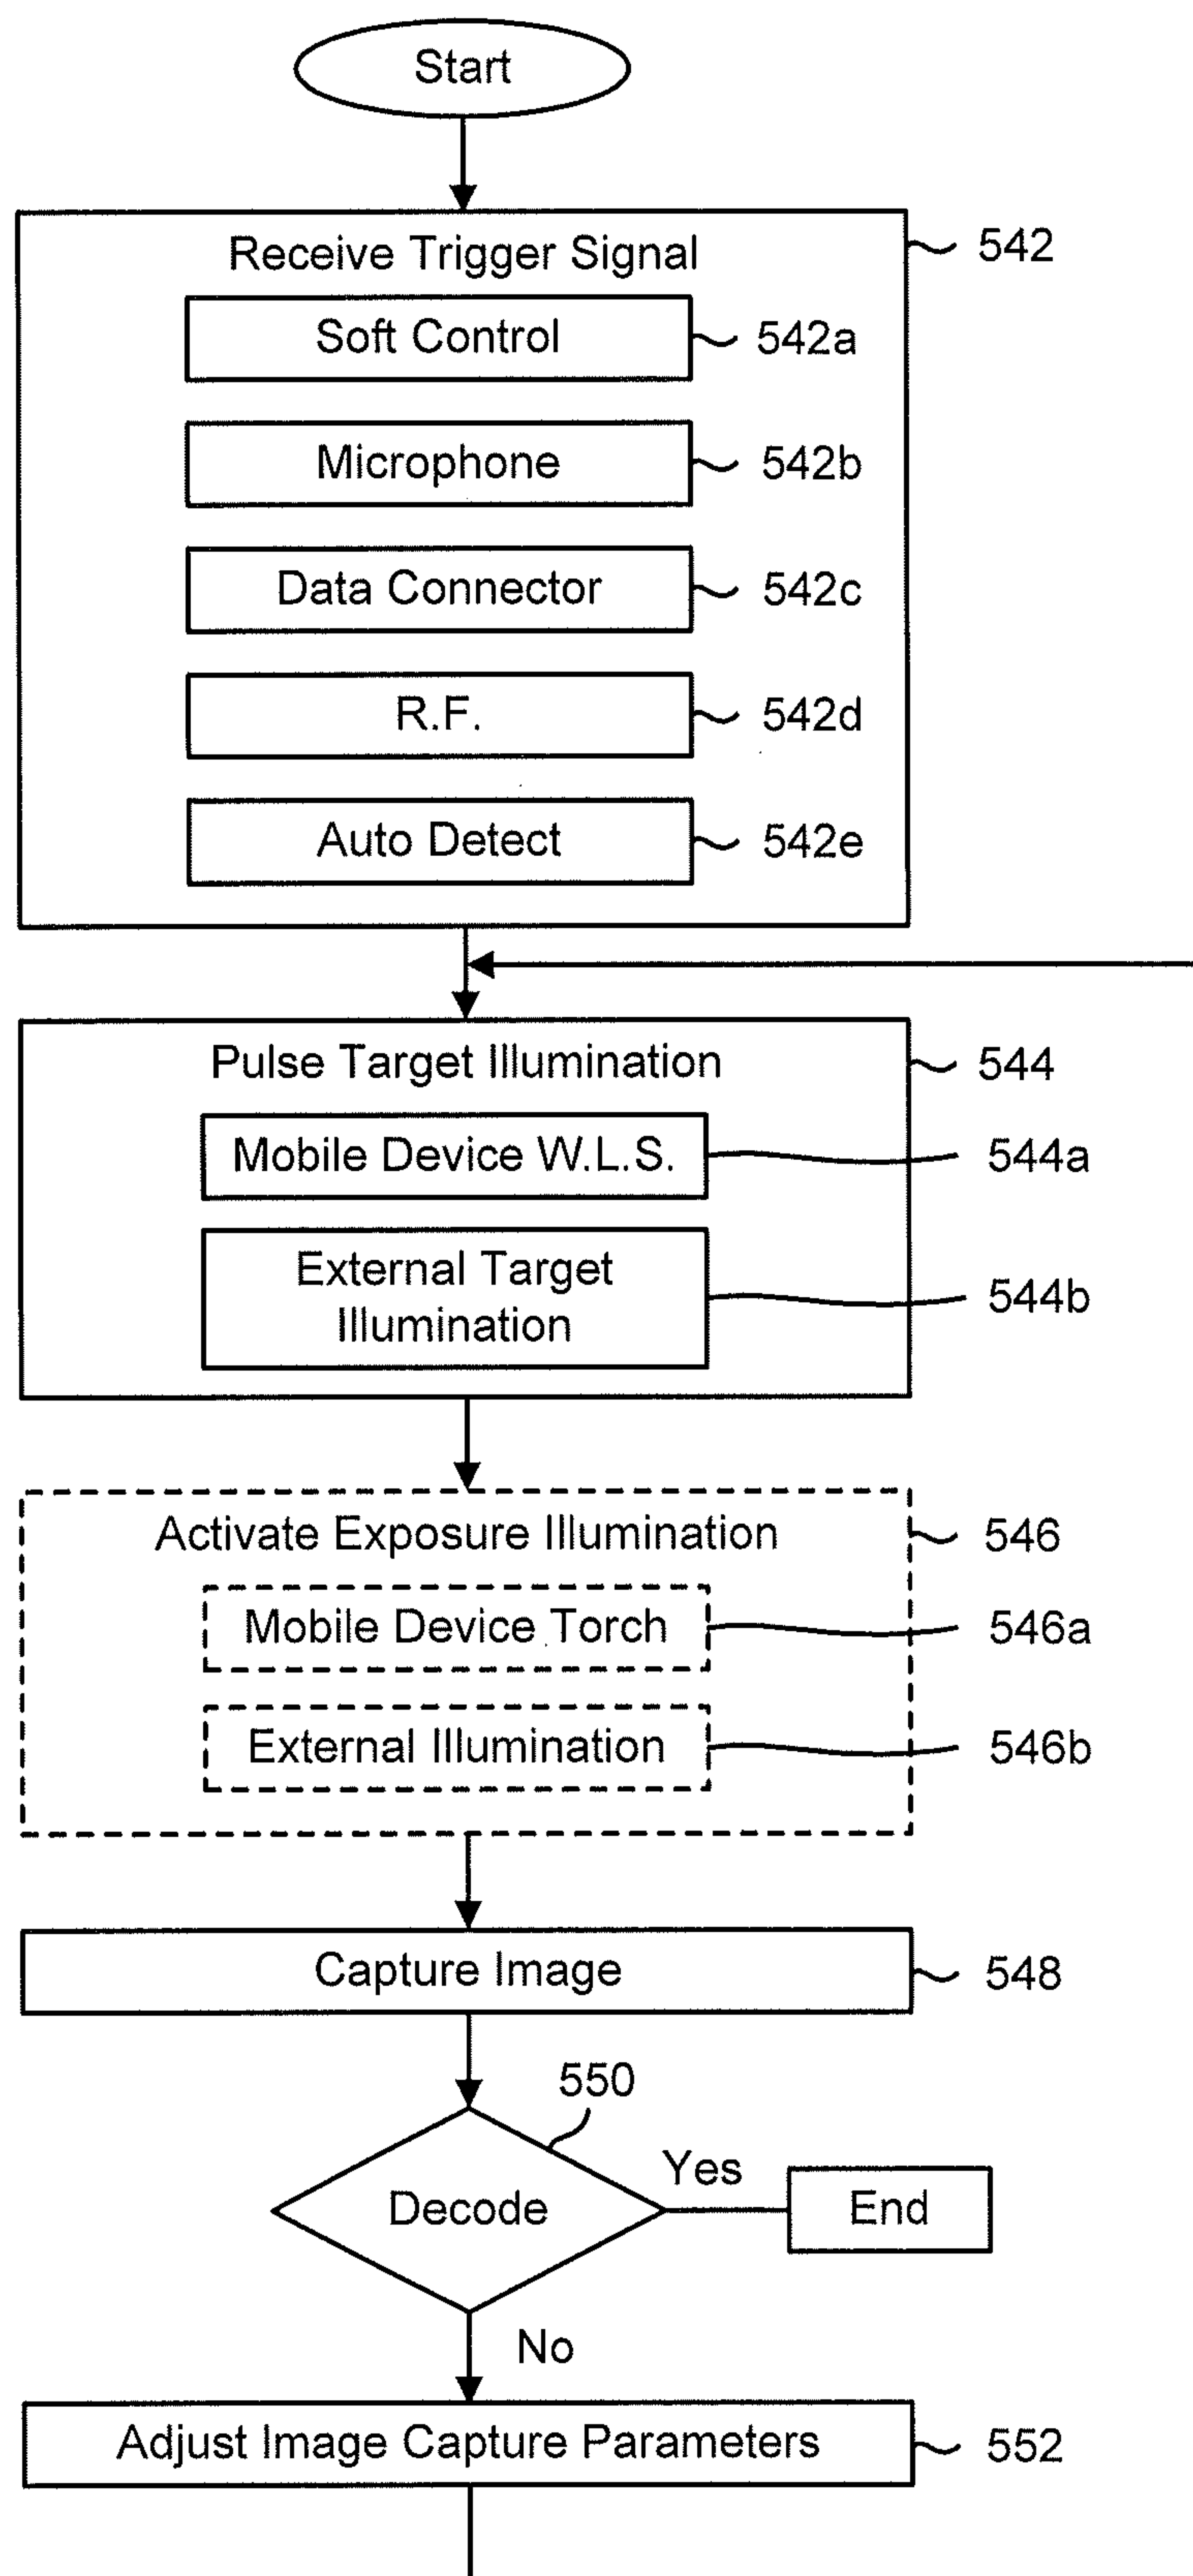 Start
Receive Trigger Signal
542
Soft Control
542a
Microphone
542b
Data Connector
542c
R.F.
542d
Auto Detect
542e
Pulse Target Illumination
544
Mobile Device W.L.S.
544a
External Target
Illumination
544b
Activate Exposure Illumination
546
Mobile Device Torch
546a
External Illumination
546b
Capture Image
548
550
Decode
Yes
End
No
Adjust Image Capture Parameters
552